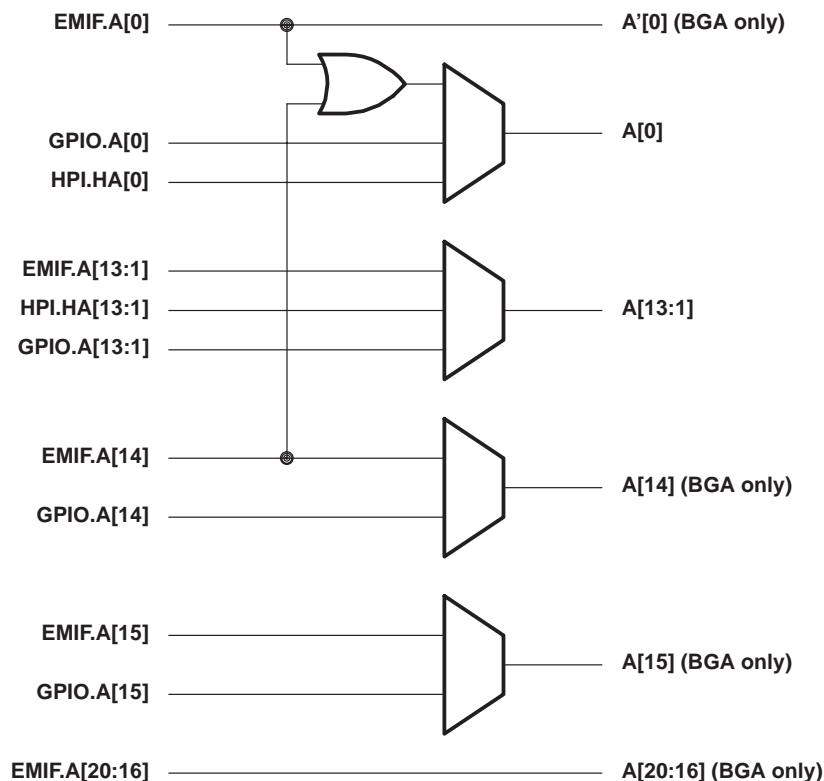 EMIF.A[0] A'[0] (BGA only)
A[0]
GPIO.A[0]
HPI.HA[0]
EMIF.A[13:1]
HPI.HA[13:1] A[13:1]
GPIO.A[13:1]
EMIF.A[14]
A[14] (BGA only)
GPIO.A[14]
EMIF.A[15]
A[15] (BGA only)
GPIO.A[15]
EMIF.A[20:16] A[20:16] (BGA only)